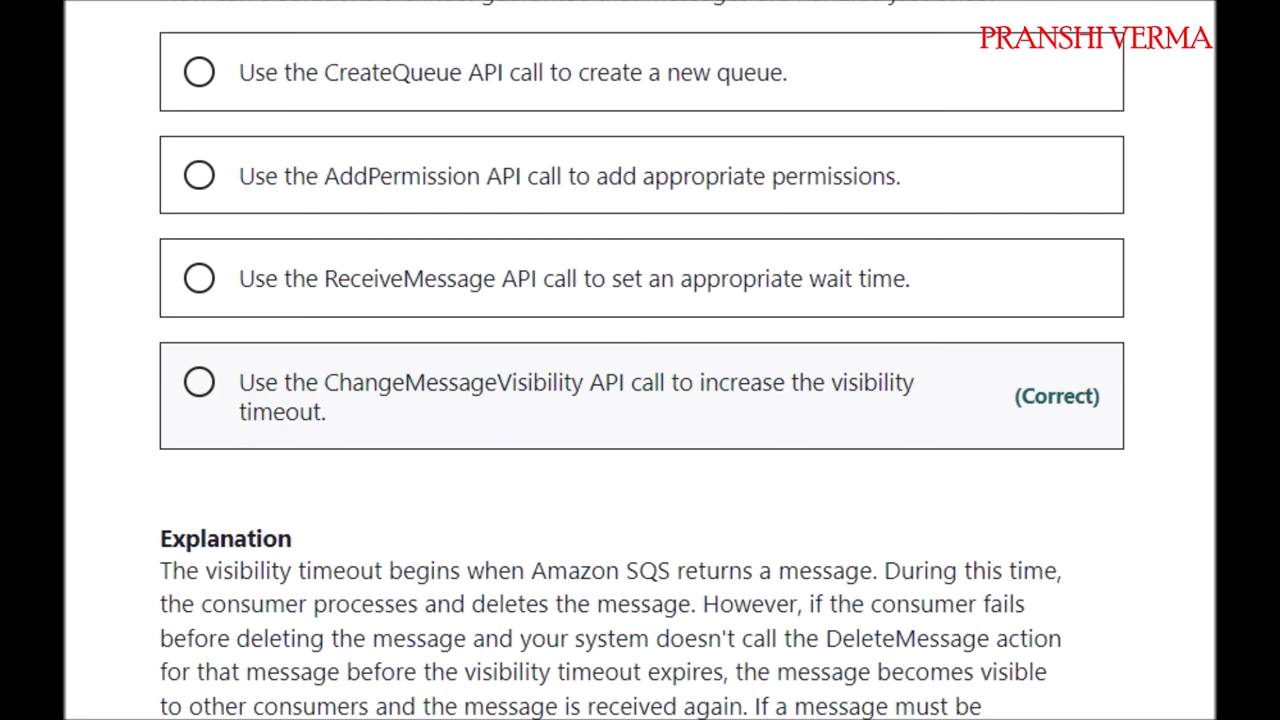 PRANSHI VERMA
Use the CreateQueue API call to create a new queue.
Use the AddPermission API call to add appropriate permissions.
Use the ReceiveMessage API call to set an appropriate wait time.
Use the ChangeMessageVisibility API call to increase the visibility
timeout.
(Correct)
Explanation
The visibility timeout begins when Amazon SQS returns a message. During this time,
the consumer processes and deletes the message. However, if the consumer fails
before deleting the message and your system doesn't call the DeleteMessage action
for that message before the visibility timeout expires, the message becomes visible
to other consumers and the message is received again. If a message must be